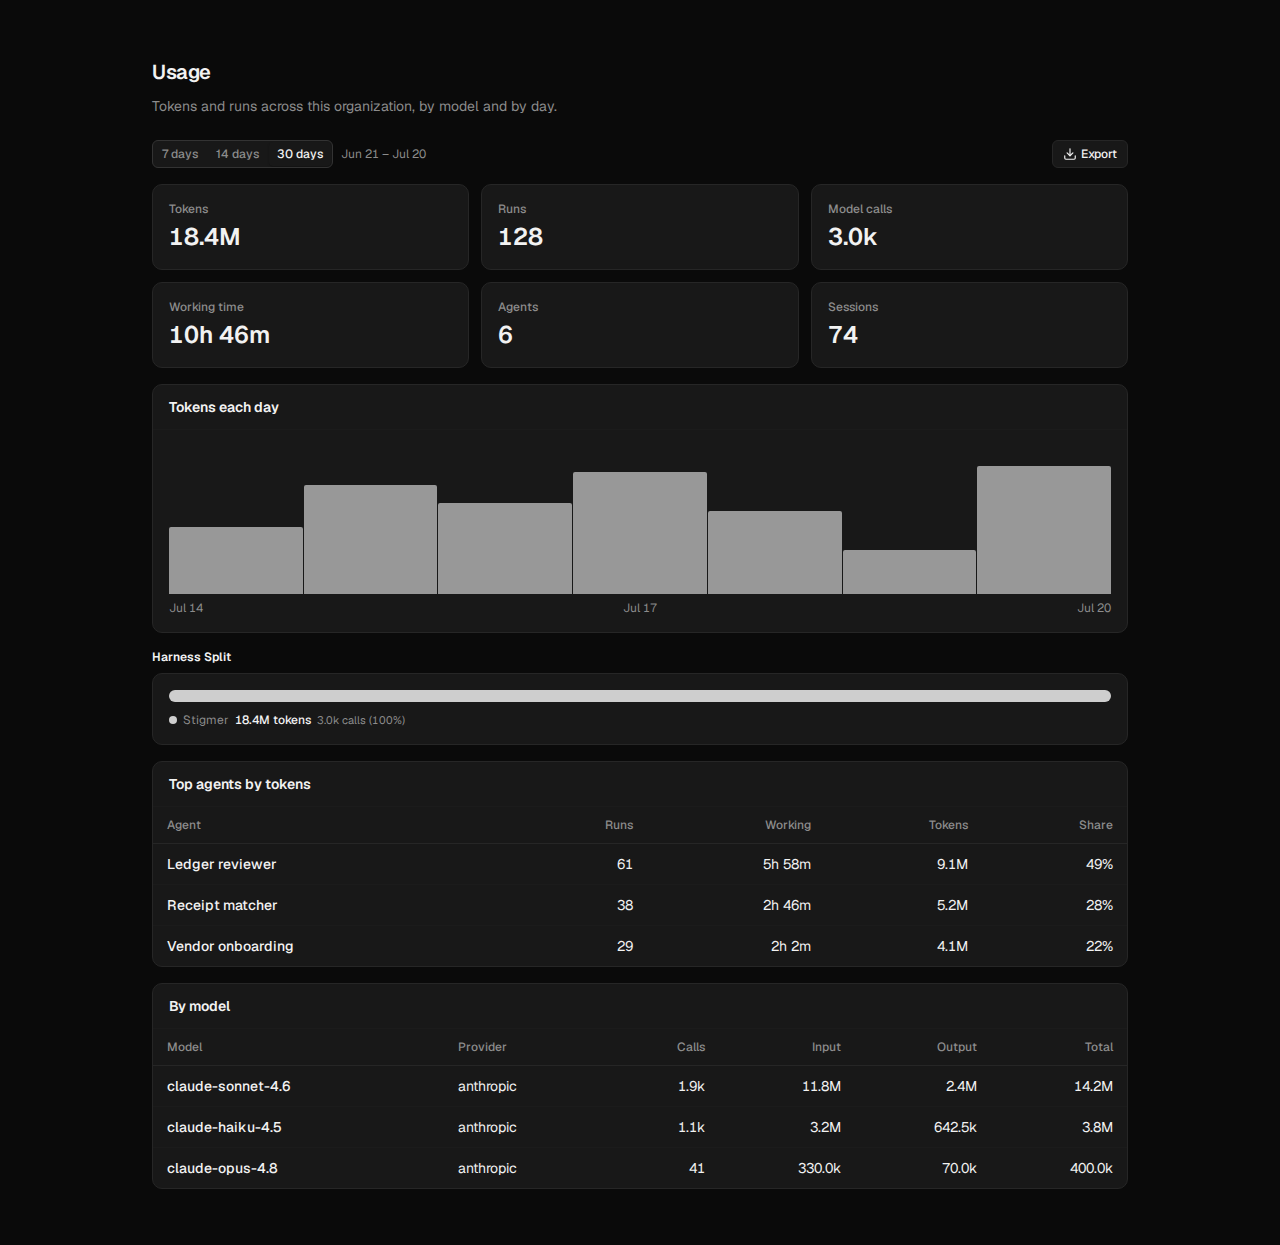 Usage
Tokens and runs across this organization, by model and by day.
7 days 14 days 30 days Jun 21 – Jul 20 Export
Tokens Runs Model calls
18.4M 128 3.0k
Working time Agents Sessions
10h 46m 6 74
Tokens each day
Jul 14 Jul 17 Jul 20
Harness Split
Stigmer 18.4M tokens 3.0k calls (100%)
Top agents by tokens
Agent Runs Working Tokens Share
Ledger reviewer 61 5h 58m 9.1M 49%
Receipt matcher 38 2h 46m 5.2M 28%
Vendor onboarding 29 2h 2m 4.1M 22%
By model
Model Provider Calls Input Output Total
claude-sonnet-4.6 anthropic 1.9k 11.8M 2.4M 14.2M
claude-haiku-4.5 anthropic 1.1k 3.2M 642.5k 3.8M
claude-opus-4.8 anthropic 41 330.0k 70.0k 400.0k